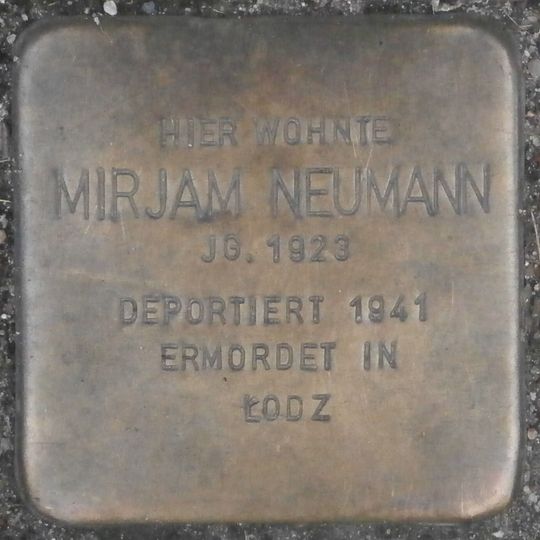 HIER WOHNTE
MIRJAM NEUMANN
JG. 1923
DEPORTIERT 1941
ERMORDET IN
ŁODZ